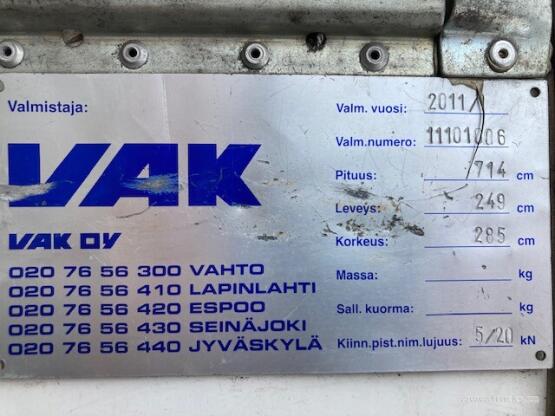 Valmistaja:
VAK
VAK OY
020 76 56 300 VAHTO
020 76 56 410 LAPINLAHTI
020 76 56 420 ESPOO
020 76 56 430 SEINÄJOKI
020 76 56 440 JYVÄSKYLÄ
Valm. vuosi: 2011/1
Valm.numero: 11101006
Pituus: 714 cm
Leveys: 249 cm
Korkeus: 285 cm
Massa: kg
Sall. kuorma: kg
Kiinn.pist.nim.lujuus: 5/20 kN